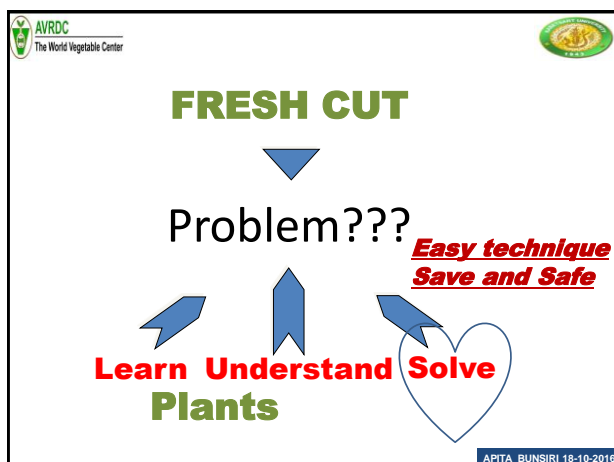 AVRDC
The World Vegetable Center
FRESH CUT
Problem???
Easy technique
Save and Safe
Learn Understand Solve
Plants
APITA BUNSIRI 18-10-2016